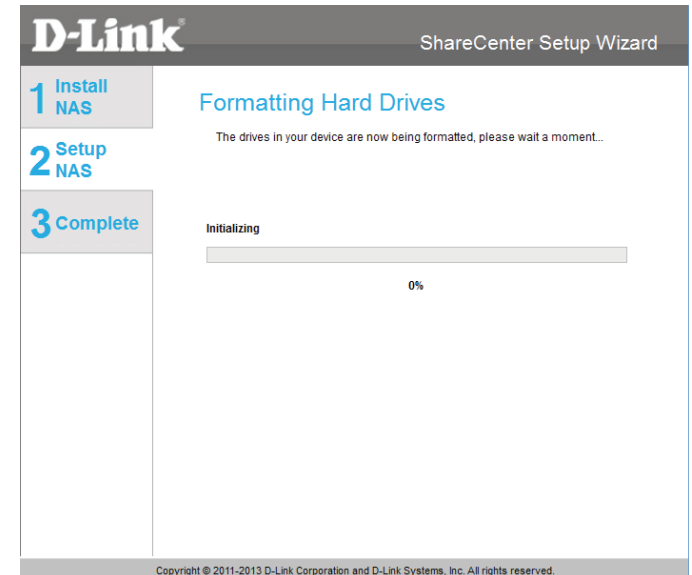 D-Link®
ShareCenter Setup Wizard
1 Install
NAS
2 Setup
NAS
3 Complete
Formatting Hard Drives
The drives in your device are now being formatted, please wait a moment...
Initializing
0%
Copyright © 2011-2013 D-Link Corporation and D-Link Systems, Inc. All rights reserved.